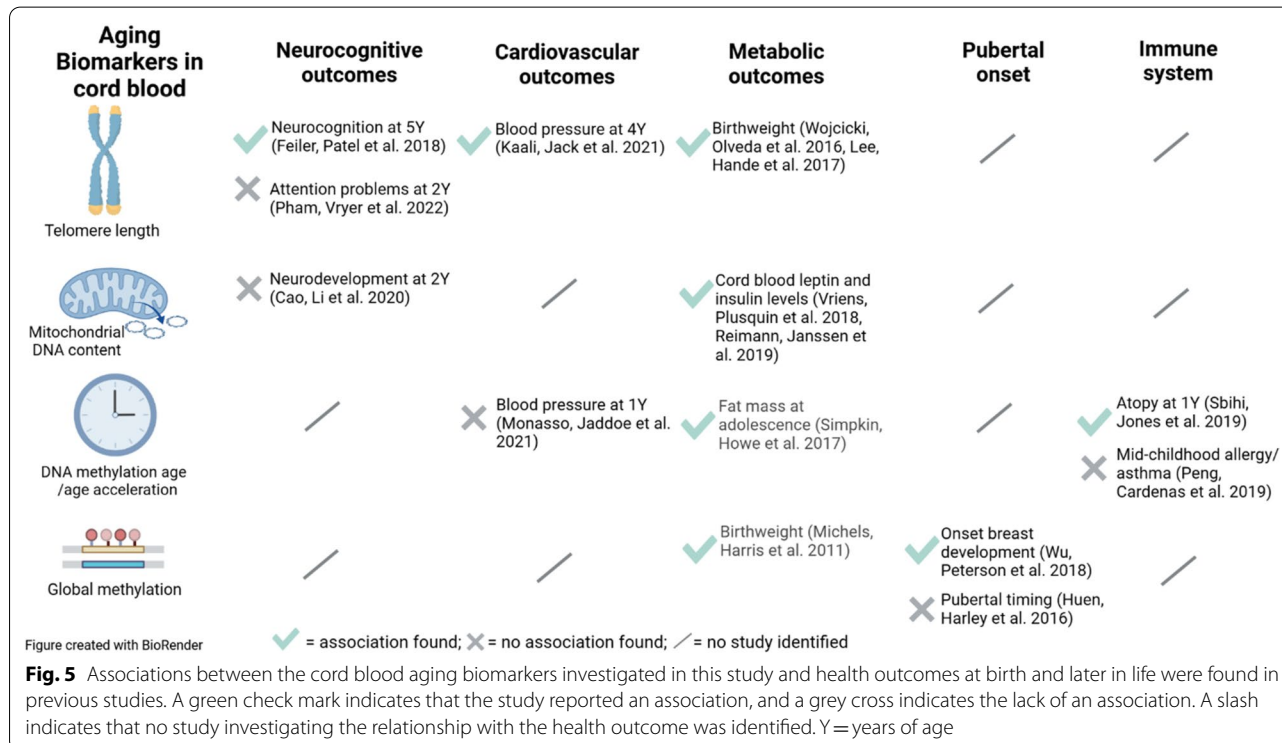 Aging
Biomarkers in
cord blood
Neurocognitive
outcomes
Cardiovascular
outcomes
Metabolic
outcomes
Pubertal
onset
Immune
system
Telomere length
Neurocognition at 5Y
(Feiler, Patel et al. 2018)
Attention problems at 2Y
(Pham, Vryer et al. 2022)
Blood pressure at 4Y
(Kaali, Jack et al. 2021)
Birthweight (Wojcicki,
Olveda et al. 2016, Lee,
Hande et al. 2017)
Mitochondrial
DNA content
Neurodevelopment at 2Y
(Cao, Li et al. 2020)
Cord blood leptin and
insulin levels (Vriens,
Plusquin et al. 2018,
Reimann, Janssen et
al. 2019)
DNA methylation age
/age acceleration
Blood pressure at 1Y
(Monasso, Jaddoe et al.
2021)
Fat mass at
adolescence (Simpkin,
Howe et al. 2017)
Atopy at 1Y (Sbihi,
Jones et al. 2019)
Mid-childhood allergy/
asthma (Peng,
Cardenas et al. 2019)
Global methylation
Birthweight (Michels,
Harris et al. 2011)
Onset breast
development (Wu,
Peterson et al. 2018)
Pubertal timing (Huen,
Harley et al. 2016)
Figure created with BioRender
= association found; = no association found; = no study identified
Fig. 5 Associations between the cord blood aging biomarkers investigated in this study and health outcomes at birth and later in life were found in
previous studies. A green check mark indicates that the study reported an association, and a grey cross indicates the lack of an association. A slash
indicates that no study investigating the relationship with the health outcome was identified. Y = years of age